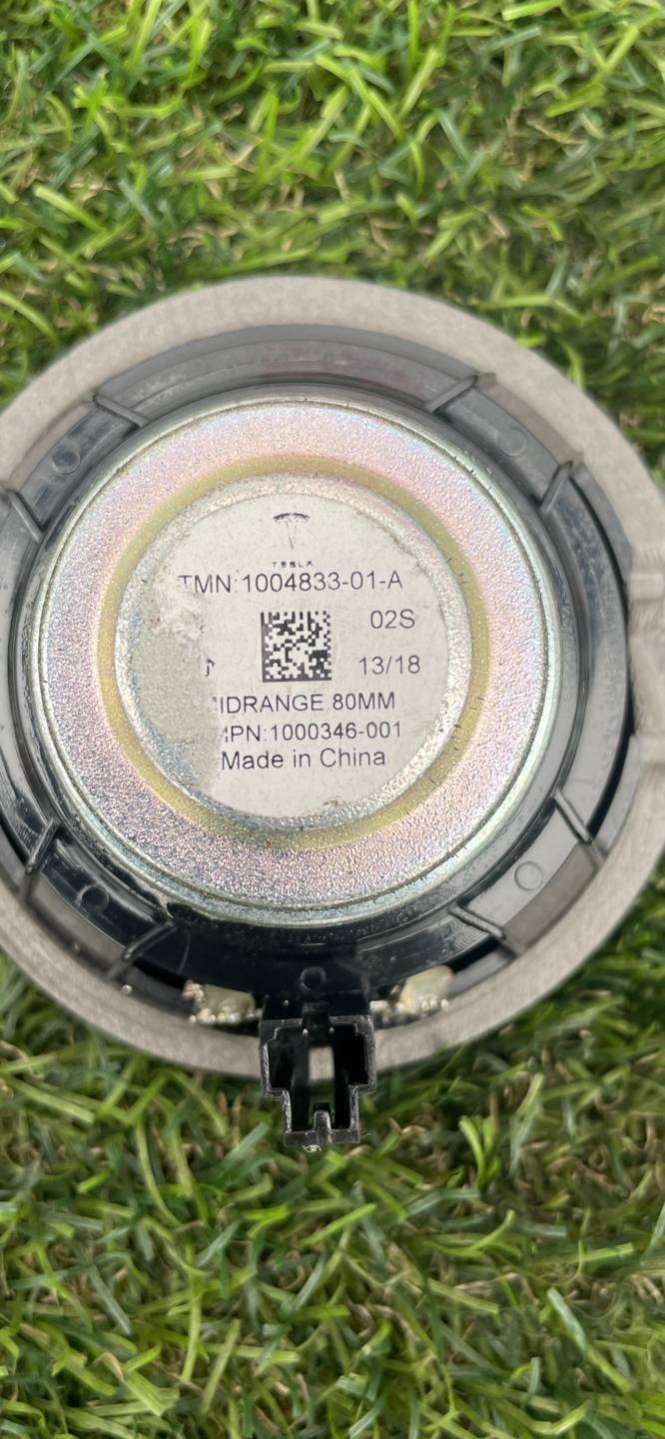 TESLA
TMN:1004833-01-A
02S
13/18
IDRANGE 80MM
PN:1000346-001
Made in China